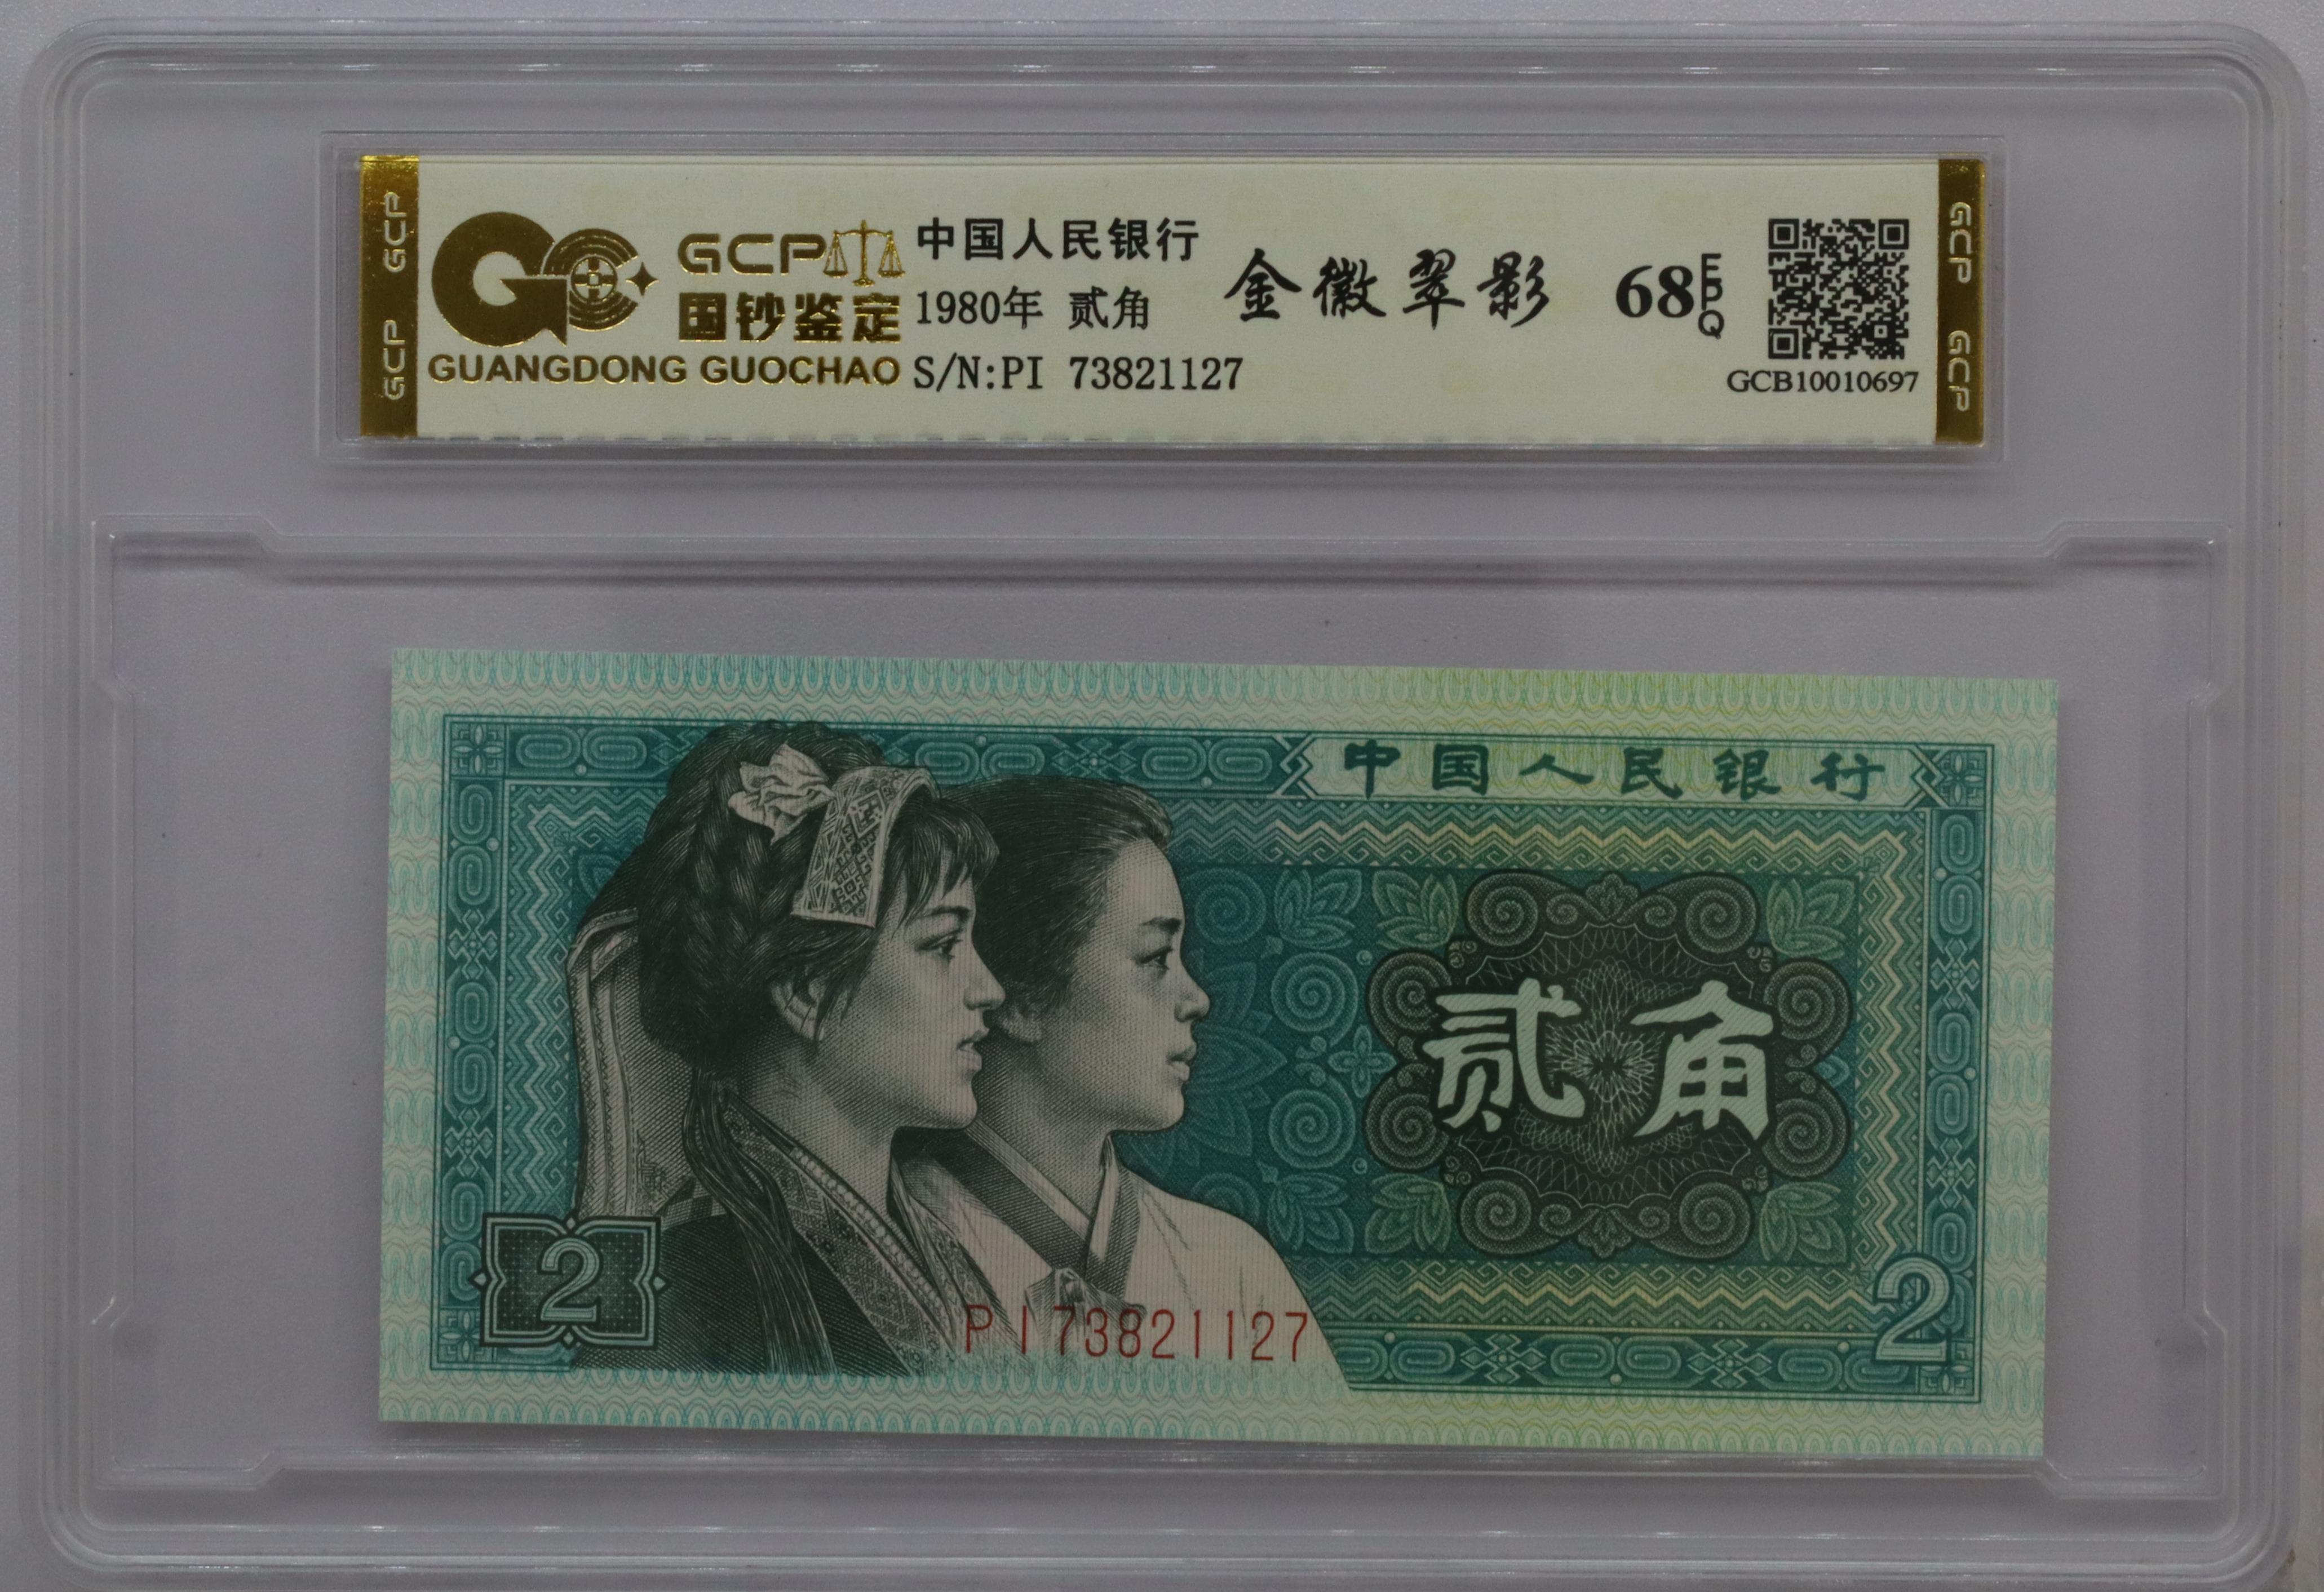 GCP
GCP
GCP
国钞鉴定
GUANGDONG GUOCHAO
中国人民银行
1980年 贰角
S/N:PI 73821127
金徽翠影
68 EPQ
GCB10010697
GCP
GCP
中国人民银行
贰角
2
PI73821127
2